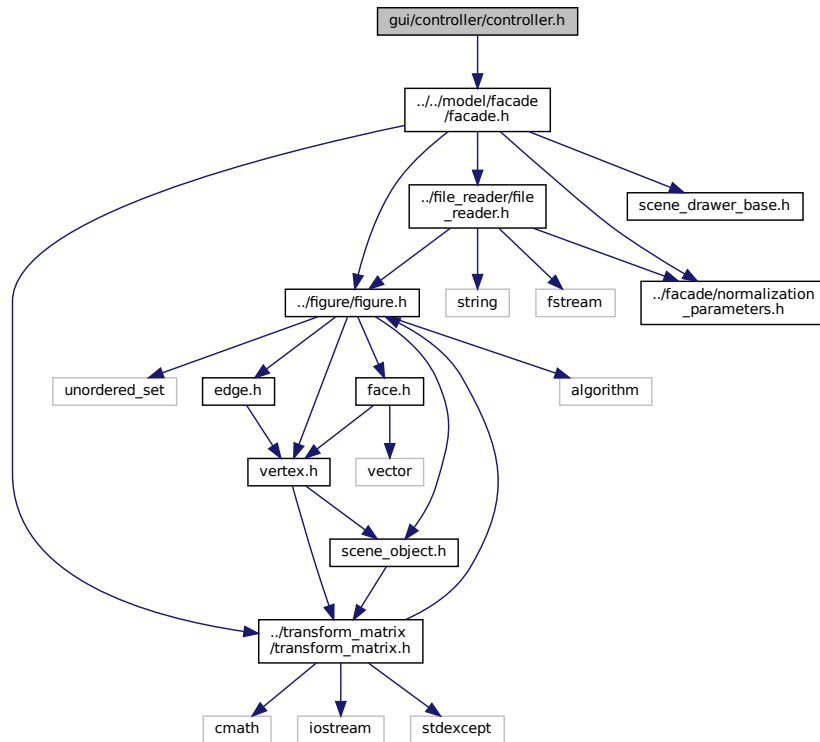 gui/controller/controller.h
../../model/facade
/facade.h
../file_reader/file
_reader.h
scene_drawer_base.h
../figure/figure.h
string
fstream
../facade/normalization
_parameters.h
unordered_set
edge.h
face.h
algorithm
vertex.h
vector
scene_object.h
../transform_matrix
/transform_matrix.h
cmath
iostream
stdexcept